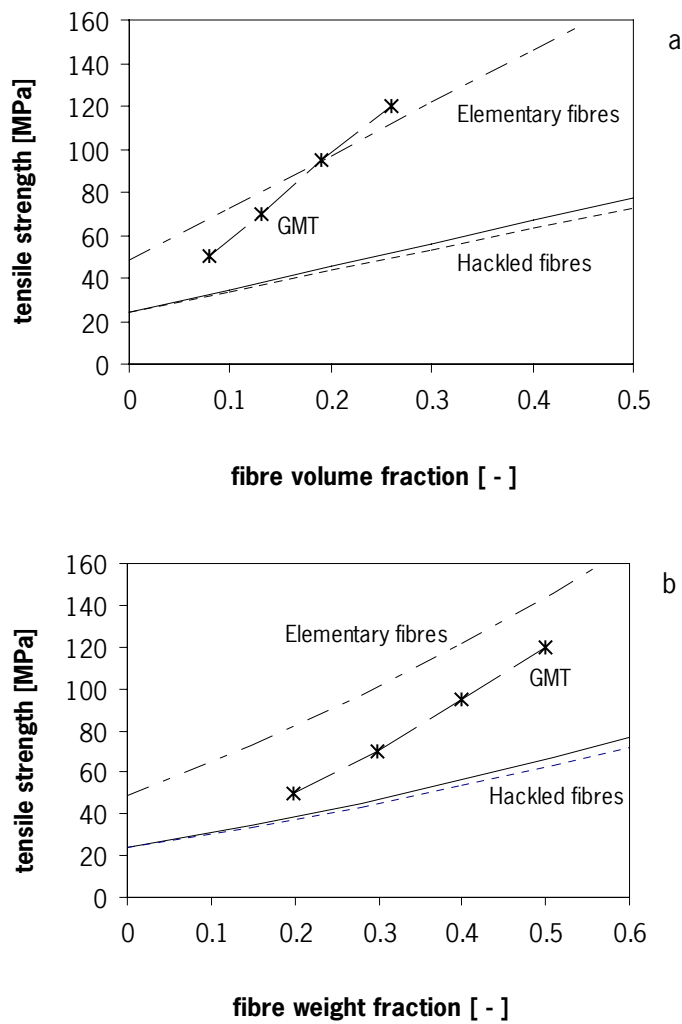 a
160
140
120
100
80
60
40
20
0
tensile strength [MPa]
Elementary fibres
GMT
Hackled fibres
0 0.1 0.2 0.3 0.4 0.5
fibre volume fraction [ - ]
b
160
140
120
100
80
60
40
20
0
tensile strength [MPa]
Elementary fibres
GMT
Hackled fibres
0 0.1 0.2 0.3 0.4 0.5 0.6
fibre weight fraction [ - ]